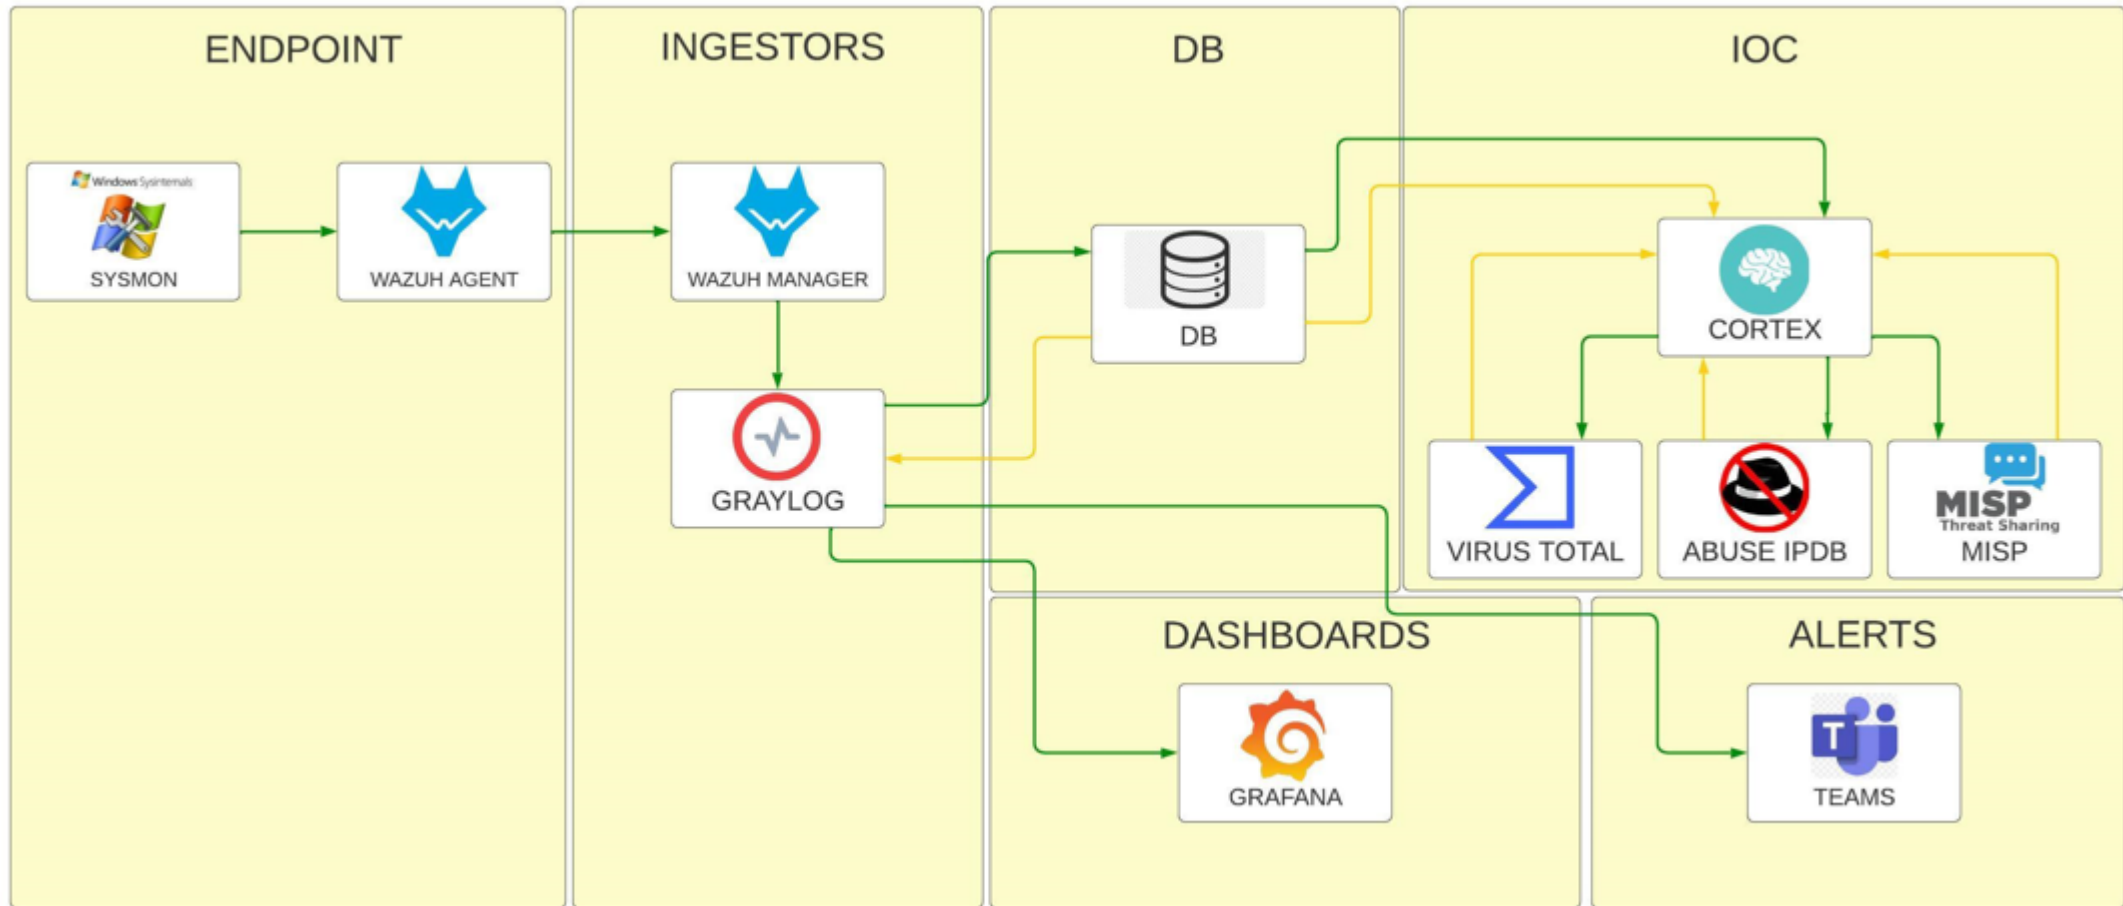 ENDPOINT
INGESTORS
DB
IOC
Windows Sysinternals
SYSMON
WAZUH AGENT
WAZUH MANAGER
DB
CORTEX
GRAYLOG
VIRUS TOTAL
ABUSE IPDB
MISP
Threat Sharing
MISP
DASHBOARDS
ALERTS
GRAFANA
T
TEAMS